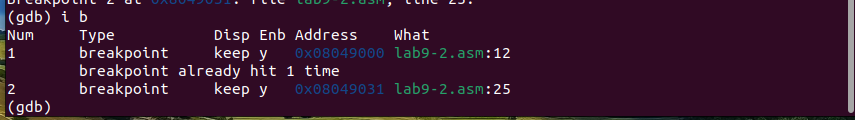 Breakpoint 2 at 0x08049031: file lab9-2.asm, line 25.
(gdb) i b
Num     Type           Disp Enb Address    What
1       breakpoint     keep y   0x08049000 lab9-2.asm:12
        breakpoint already hit 1 time
2       breakpoint     keep y   0x08049031 lab9-2.asm:25
(gdb)